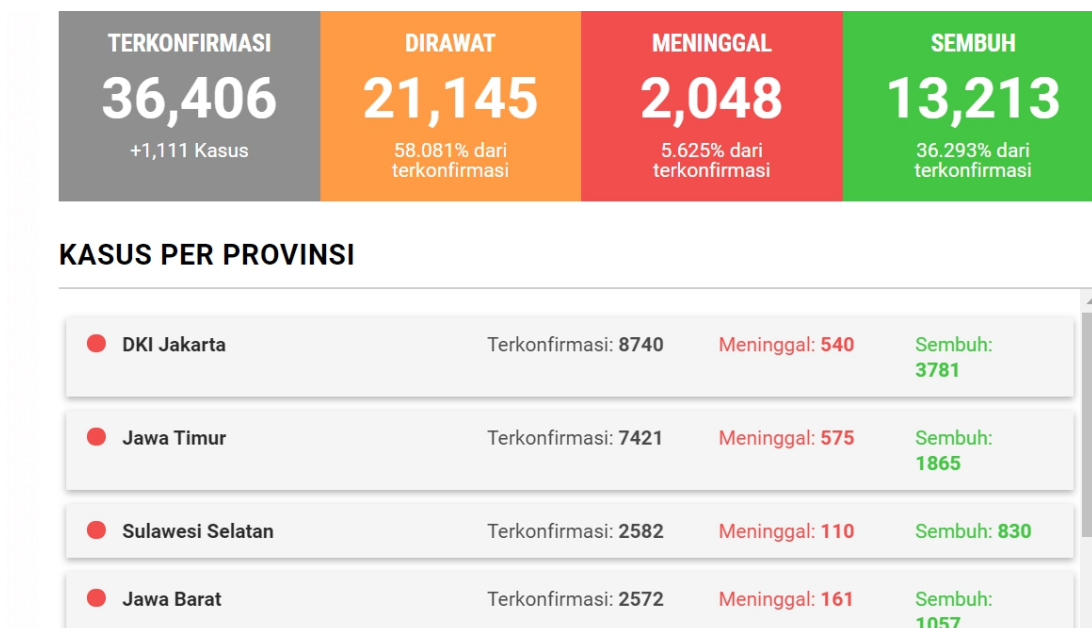 TERKONFIRMASI
36,406
+1,111 Kasus
DIRAWAT
21,145
58.081% dari
terkonfirmasi
MENINGGAL
2,048
5.625% dari
terkonfirmasi
SEMBUH
13,213
36.293% dari
terkonfirmasi
KASUS PER PROVINSI
DKI Jakarta Terkonfirmasi: 8740 Meninggal: 540 Sembuh:
3781
Jawa Timur Terkonfirmasi: 7421 Meninggal: 575 Sembuh:
1865
Sulawesi Selatan Terkonfirmasi: 2582 Meninggal: 110 Sembuh: 830
Jawa Barat Terkonfirmasi: 2572 Meninggal: 161 Sembuh:
1057